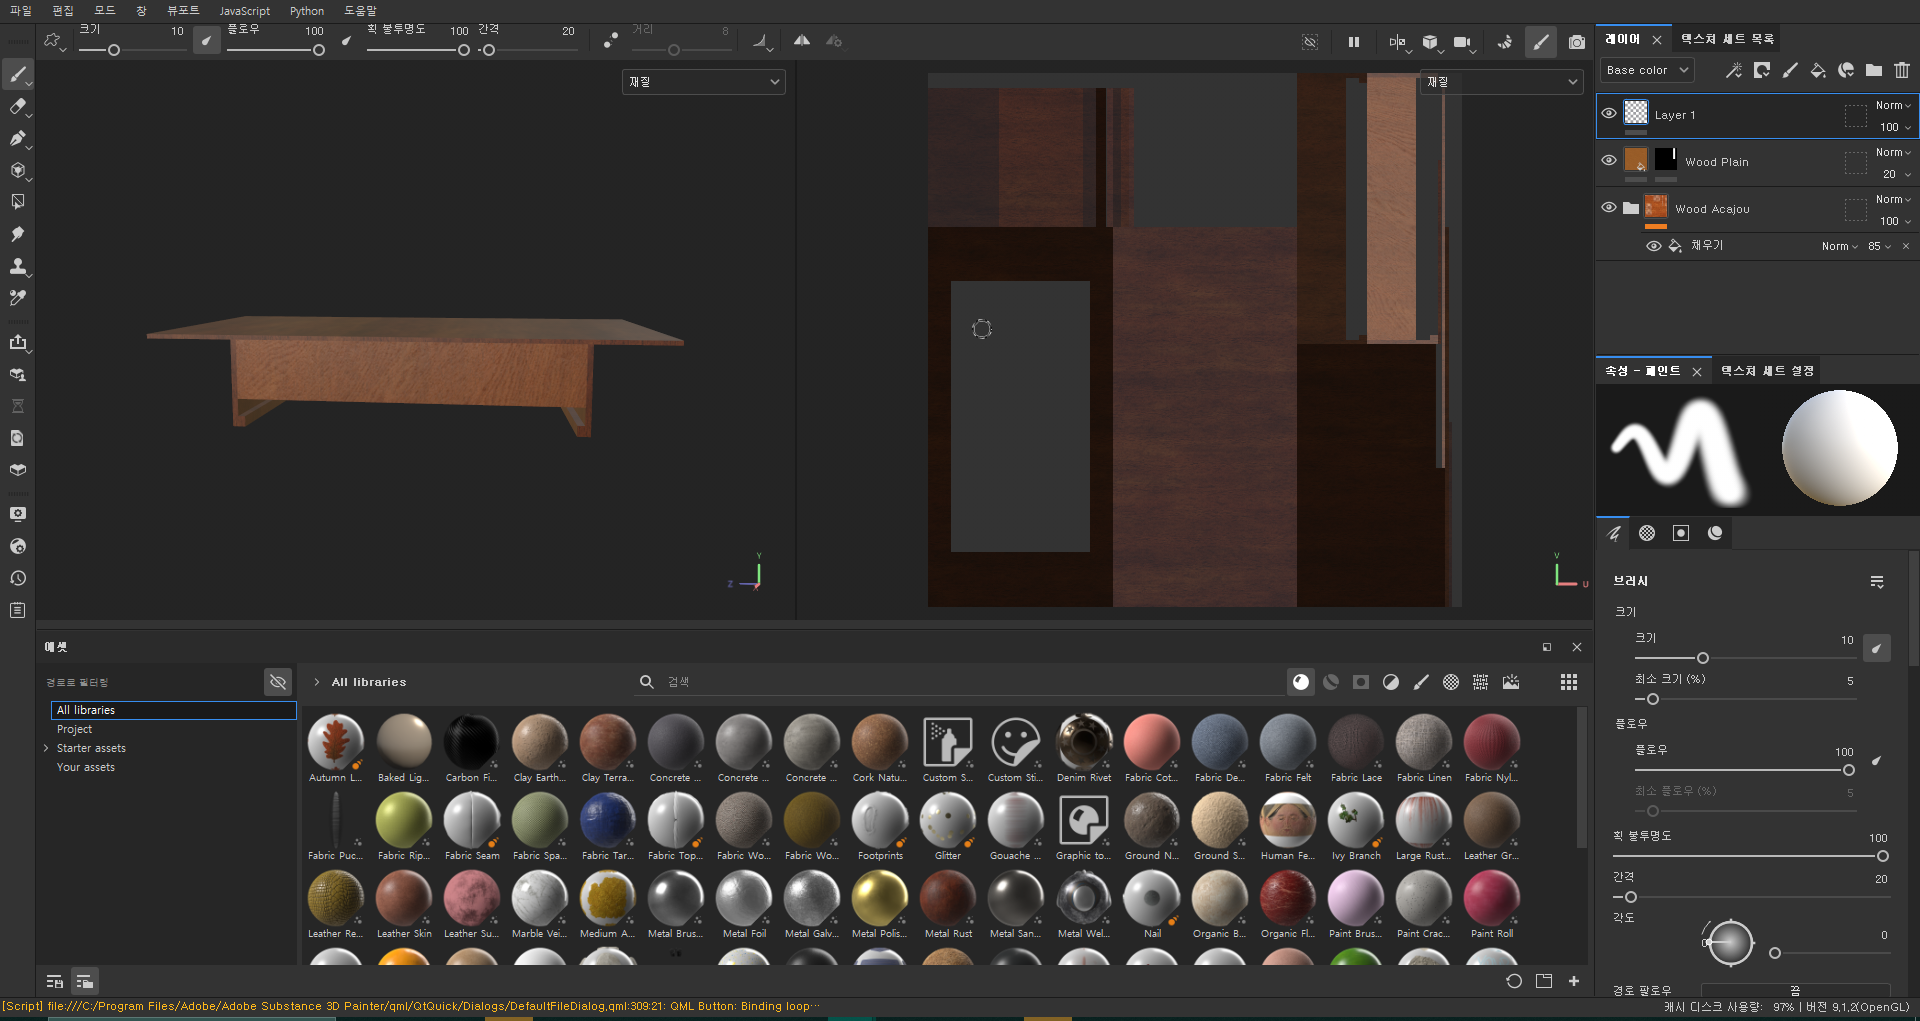 파일 편집 모드 창 뷰포트 JavaScript Python 도움말
크기 10 플로우 100 획 불투명도 100 간격 20 거리 8
재질
재질
Y
Z
X
V
U
레이어 텍스처 세트 목록
Base color
Layer 1 Norm
100
Wood Plain Norm
20
Wood Acajou Norm
100
채우기 Norm 85
속성 - 페인트 텍스처 세트 설정
브러시
크기
크기 10
최소 크기 (%) 5
플로우
플로우 100
최소 플로우 (%) 5
획 불투명도 100
간격 20
각도
0 0
경로 팔로우 끔
에셋
경로로 필터링
All libraries
Project
Starter assets
Your assets
All libraries 검색
Autumn L... Baked Lig... Carbon Fi... Clay Earth... Clay Terra... Concrete ... Concrete ... Concrete ... Cork Natu... Custom S... Custom Sti... Denim Rivet Fabric Cot... Fabric De... Fabric Felt Fabric Lace Fabric Linen Fabric Nyl...
Fabric Puc... Fabric Rip... Fabric Seam Fabric Spa... Fabric Tar... Fabric Top... Fabric Wo... Fabric Wo... Footprints Glitter Gouache ... Graphic to... Ground N... Ground S... Human Fe... Ivy Branch Large Rust... Leather Gr...
Leather Re... Leather Skin Leather Su... Marble Vei... Medium A... Metal Brus... Metal Foil Metal Galv... Metal Polis... Metal Rust Metal San... Metal Wel... Nail Organic B... Organic Fl... Paint Brus... Paint Crac... Paint Roll
[Script] file:///C:/Program Files/Adobe/Adobe Substance 3D Painter/qml/QtQuick/Dialogs/DefaultFileDialog.qml:309:21: QML Button: Binding loop...
캐시 디스크 사용량: 97% | 버전 9.1.2(OpenGL)